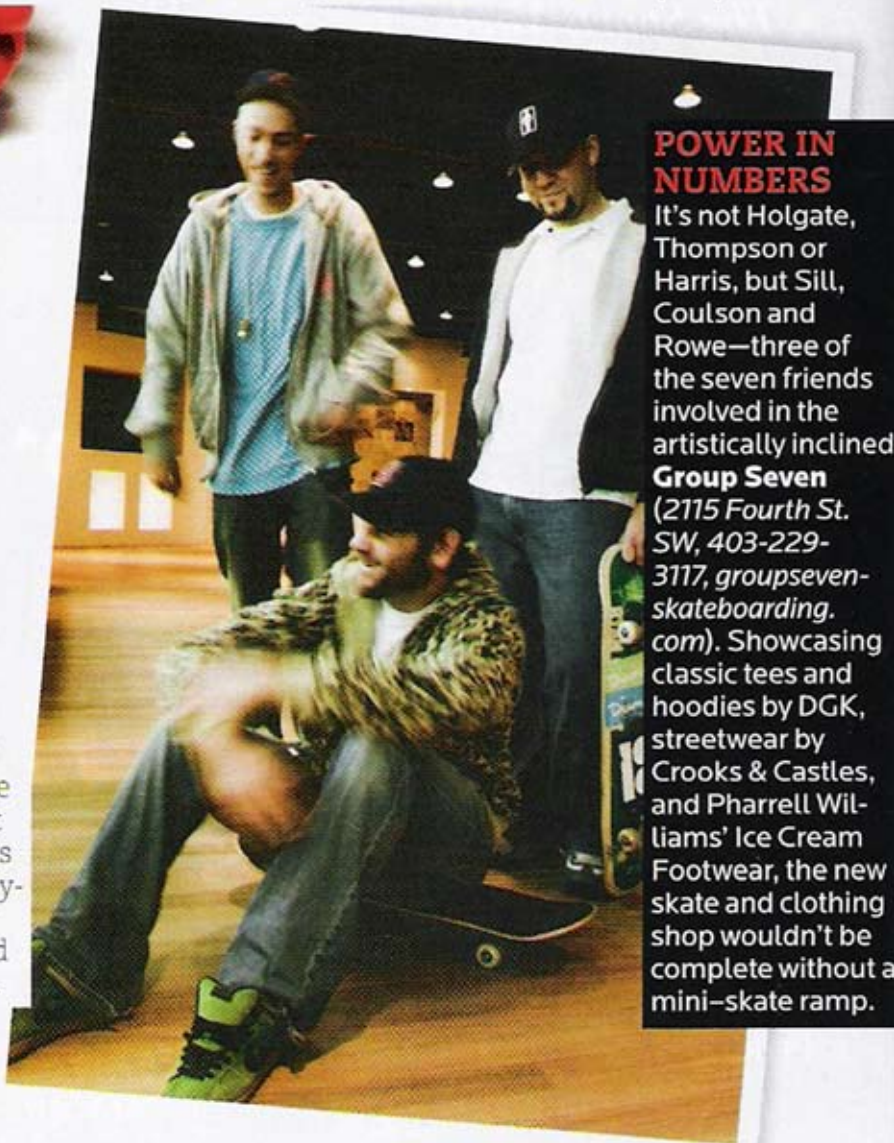 POWER IN
NUMBERS
It's not Holgate,
Thompson or
Harris, but Sill,
Coulson and
Rowe—three of
the seven friends
involved in the
artistically inclined
Group Seven
(2115 Fourth St.
SW, 403-229-
3117, groupseven-
skateboarding.
com). Showcasing
classic tees and
hoodies by DGK,
streetwear by
Crooks & Castles,
and Pharrell Wil-
liams' Ice Cream
Footwear, the new
skate and clothing
shop wouldn't be
complete without a
mini–skate ramp.